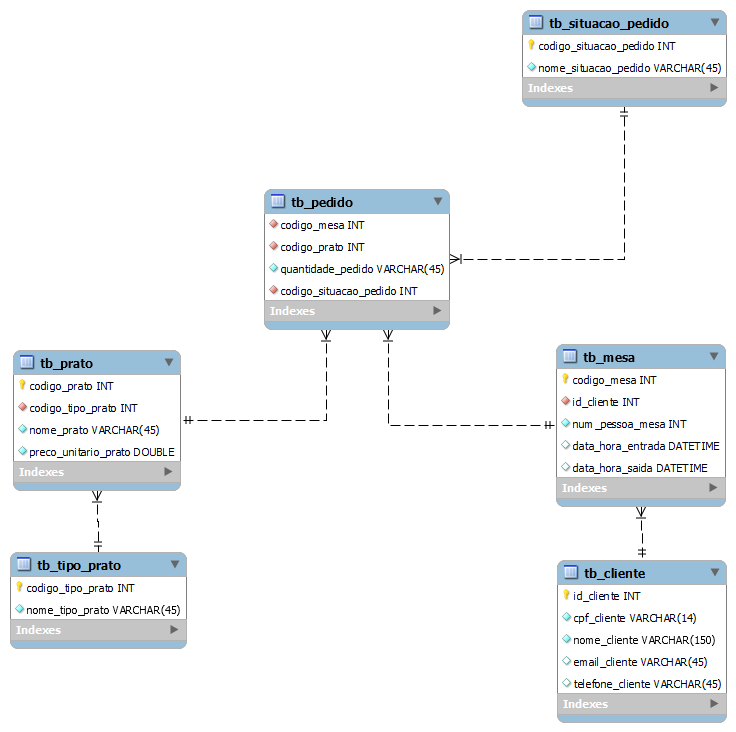 tb_situacao_pedido
codigo_situacao_pedido INT
nome_situacao_pedido VARCHAR(45)
Indexes
tb_pedido
codigo_mesa INT
codigo_prato INT
quantidade_pedido VARCHAR(45)
codigo_situacao_pedido INT
Indexes
tb_prato
codigo_prato INT
codigo_tipo_prato INT
nome_prato VARCHAR(45)
preco_unitario_prato DOUBLE
Indexes
tb_mesa
codigo_mesa INT
id_cliente INT
num_pessoa_mesa INT
data_hora_entrada DATETIME
data_hora_saida DATETIME
Indexes
tb_tipo_prato
codigo_tipo_prato INT
nome_tipo_prato VARCHAR(45)
Indexes
tb_cliente
id_cliente INT
cpf_cliente VARCHAR(14)
nome_cliente VARCHAR(150)
email_cliente VARCHAR(45)
telefone_cliente VARCHAR(45)
Indexes